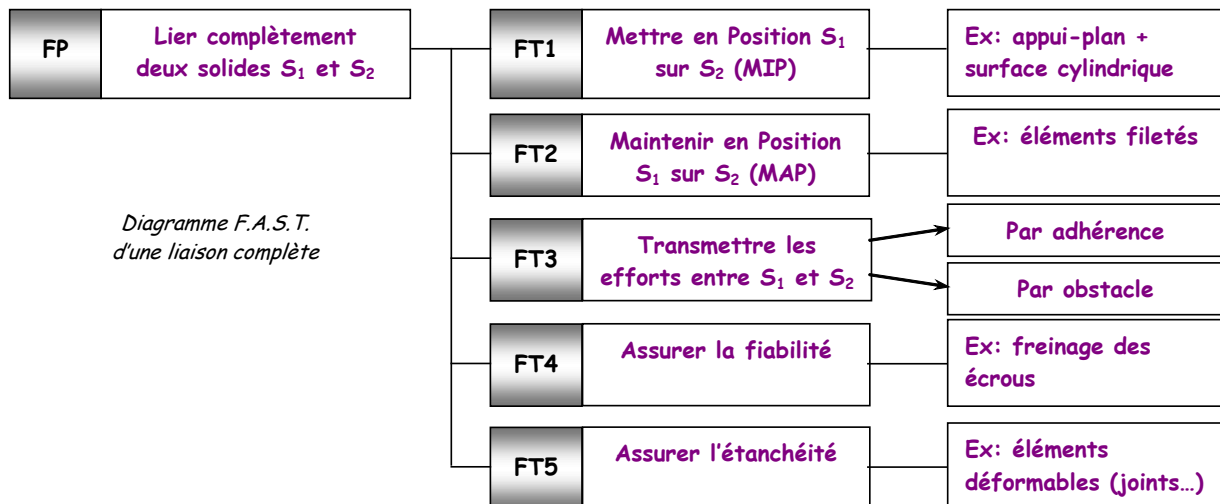 FP
Lier complètement
deux solides S₁ et S₂
FT1
Mettre en Position S₁
sur S₂ (MIP)
Ex: appui-plan +
surface cylindrique
FT2
Maintenir en Position
S₁ sur S₂ (MAP)
Ex: éléments filetés
Diagramme F.A.S.T.
d'une liaison complète
FT3
Transmettre les
efforts entre S₁ et S₂
Par adhérence
Par obstacle
FT4
Assurer la fiabilité
Ex: freinage des
écrous
FT5
Assurer l'étanchéité
Ex: éléments
déformables (joints…)